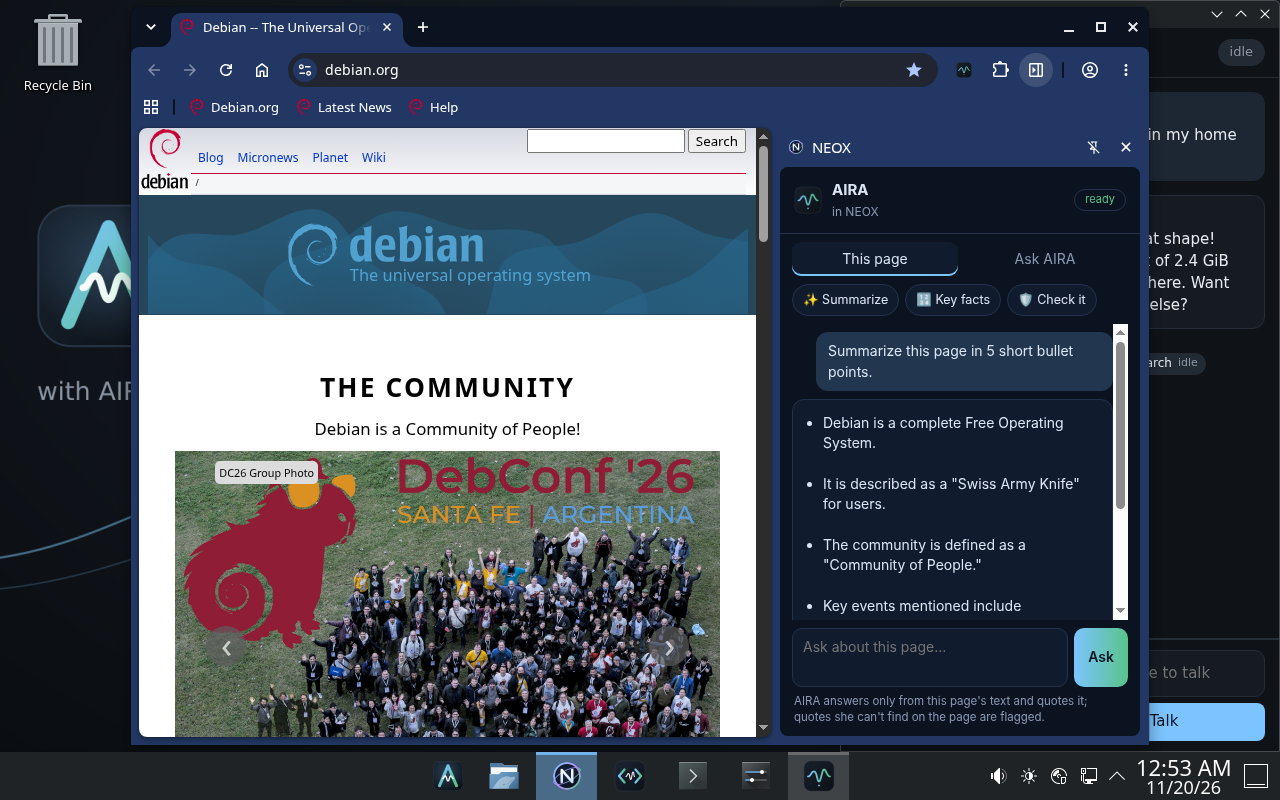 Recycle Bin
with AIR
Debian -- The Universal Ope
debian.org
Debian.org
Latest News
Help
Search
Blog
Micronews
Planet
Wiki
debian
/
debian
The universal operating system
THE COMMUNITY
Debian is a Community of People!
DC26 Group Photo
DebConf '26
SANTA FE | ARGENTINA
NEOX
AIRA
in NEOX
ready
This page
Ask AIRA
✨ Summarize
🔢 Key facts
🛡️ Check it
Summarize this page in 5 short bullet
points.
• Debian is a complete Free Operating
System.
• It is described as a "Swiss Army Knife"
for users.
• The community is defined as a
"Community of People."
• Key events mentioned include
Ask about this page...
Ask
AIRA answers only from this page's text and quotes it;
quotes she can't find on the page are flagged.
idle
in my home
at shape!
of 2.4 GiB
here. Want
else?
arch idle
e to talk
Talk
12:53 AM
11/20/26